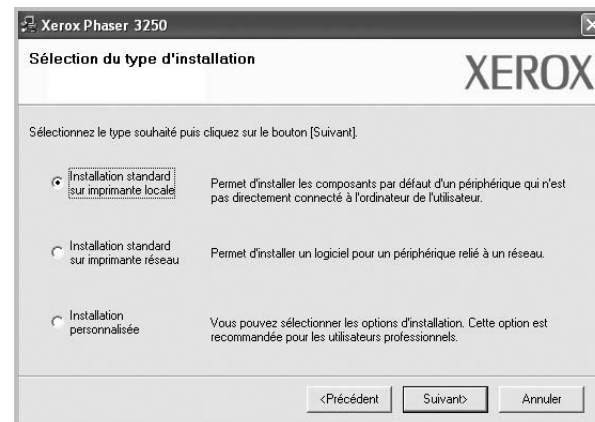 Xerox Phaser 3250
Sélection du type d'installation
XEROX
Sélectionnez le type souhaité puis cliquez sur le bouton [Suivant].
Installation standard
sur imprimante locale
Permet d'installer les composants par défaut d'un périphérique qui n'est
pas directement connecté à l'ordinateur de l'utilisateur.
Installation standard
sur imprimante réseau
Permet d'installer un logiciel pour un périphérique relié à un réseau.
Installation
personnalisée
Vous pouvez sélectionner les options d'installation. Cette option est
recommandée pour les utilisateurs professionnels.
<Précédent
Suivant>
Annuler